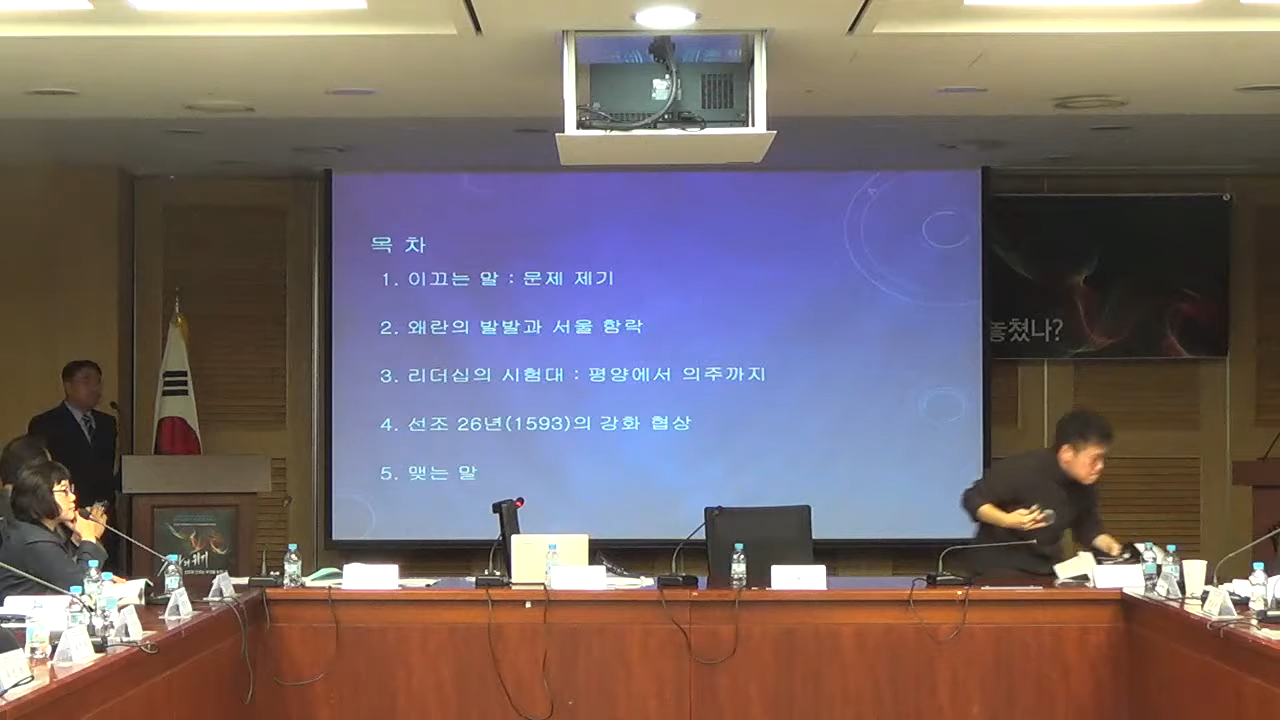 목 차
1. 이끄는 말 : 문제 제기
2. 왜란의 발발과 서울 함락
3. 리더십의 시험대 : 평양에서 의주까지
4. 선조 26년(1593)의 강화 협상
5. 맺는 말
놓쳤나?